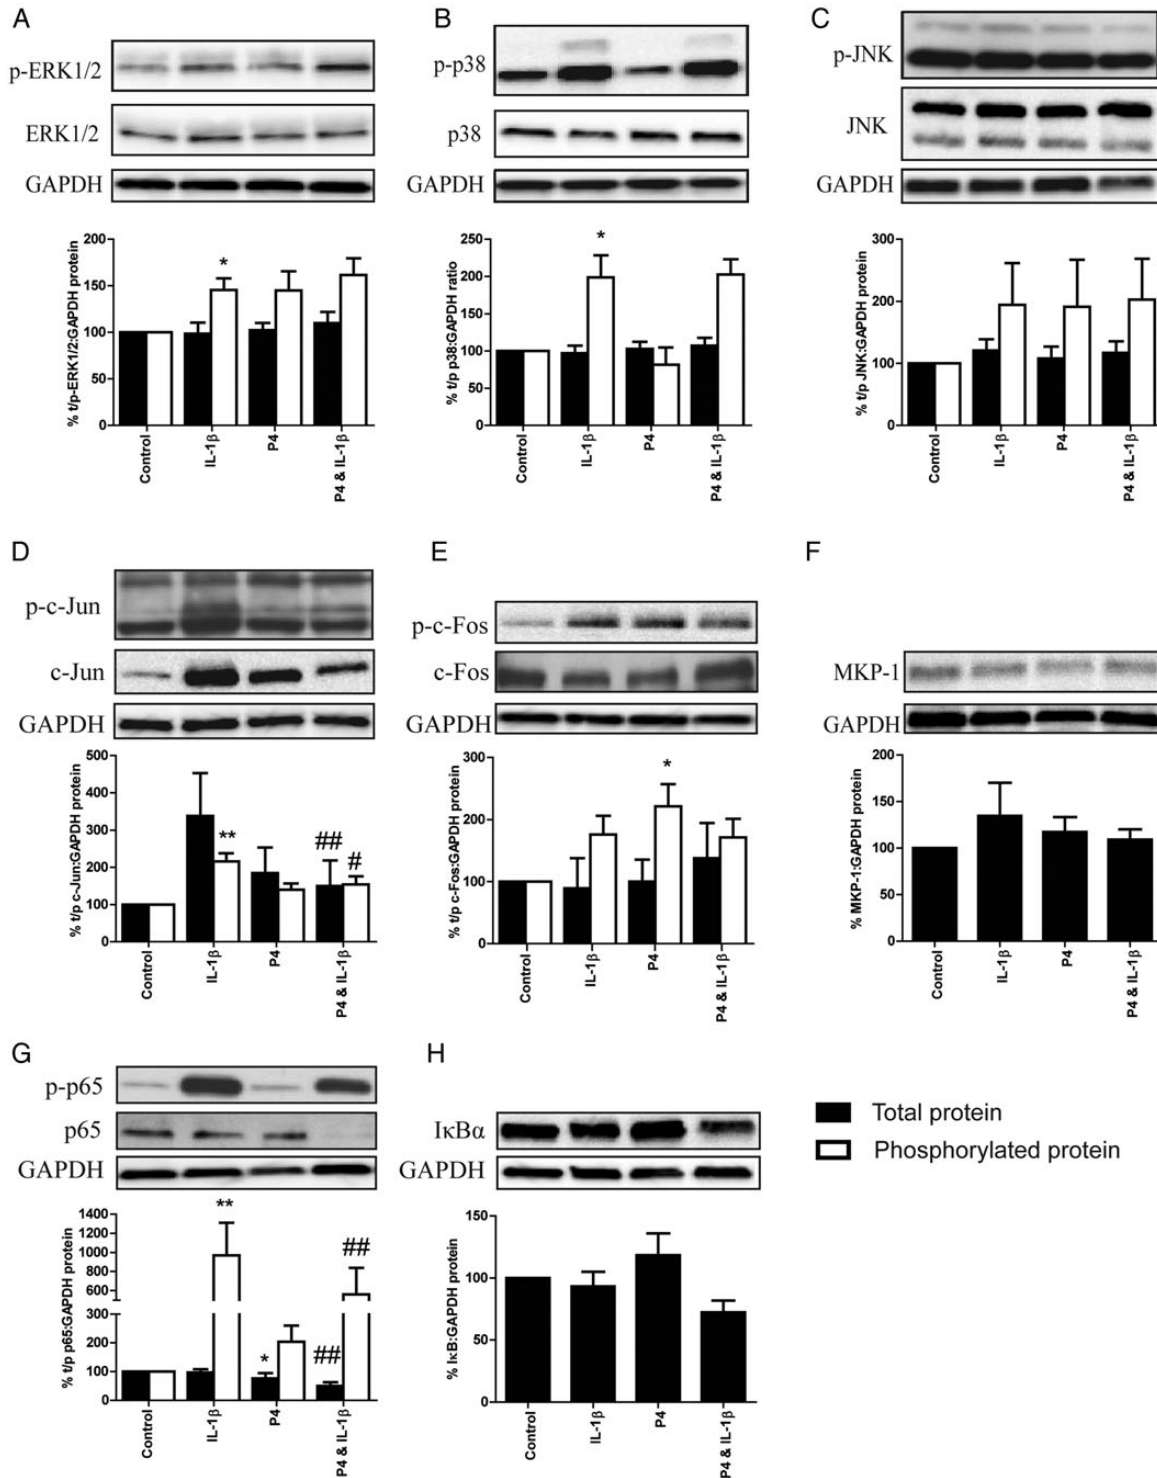 A
p-ERK1/2
ERK1/2
GAPDH
% t/p-ERK1/2:GAPDH protein
200
150
100
50
0
Control
IL-1β
P4
P4 & IL-1β
*
B
p-p38
p38
GAPDH
% t/p p38:GAPDH ratio
250
200
150
100
50
0
Control
IL-1β
P4
P4 & IL-1β
*
C
p-JNK
JNK
GAPDH
% t/p JNK:GAPDH protein
300
200
100
0
Control
IL-1β
P4
P4 & IL-1β
D
p-c-Jun
c-Jun
GAPDH
% t/p c-Jun:GAPDH protein
500
400
300
200
100
0
Control
IL-1β
P4
P4 & IL-1β
**
##
#
E
p-c-Fos
c-Fos
GAPDH
% t/p c-Fos:GAPDH protein
300
200
100
0
Control
IL-1β
P4
P4 & IL-1β
*
F
MKP-1
GAPDH
% MKP-1:GAPDH protein
200
150
100
50
0
Control
IL-1β
P4
P4 & IL-1β
G
p-p65
p65
GAPDH
% t/p p65:GAPDH protein
1400
1200
1000
800
600
300
200
100
0
Control
IL-1β
P4
P4 & IL-1β
**
*
##
##
H
IκBα
GAPDH
% IκB:GAPDH protein
150
100
50
0
Control
IL-1β
P4
P4 & IL-1β
Total protein
Phosphorylated protein